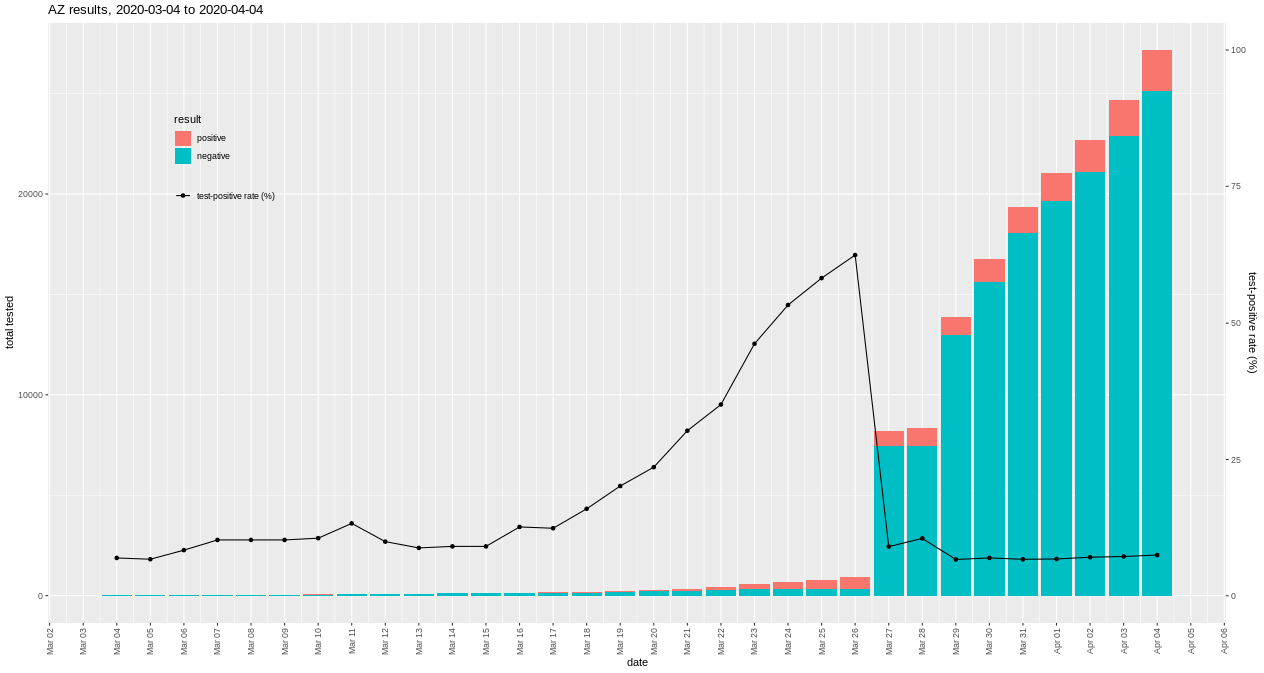 AZ results, 2020-03-04 to 2020-04-04
result
positive
negative
test-positive rate (%)
total tested
20000
10000
0
100
75
50
25
0
test-positive rate (%)
Mar 02
Mar 03
Mar 04
Mar 05
Mar 06
Mar 07
Mar 08
Mar 09
Mar 10
Mar 11
Mar 12
Mar 13
Mar 14
Mar 15
Mar 16
Mar 17
Mar 18
Mar 19
Mar 20
Mar 21
Mar 22
Mar 23
Mar 24
Mar 25
Mar 26
Mar 27
Mar 28
Mar 29
Mar 30
Mar 31
Apr 01
Apr 02
Apr 03
Apr 04
Apr 05
Apr 06
date